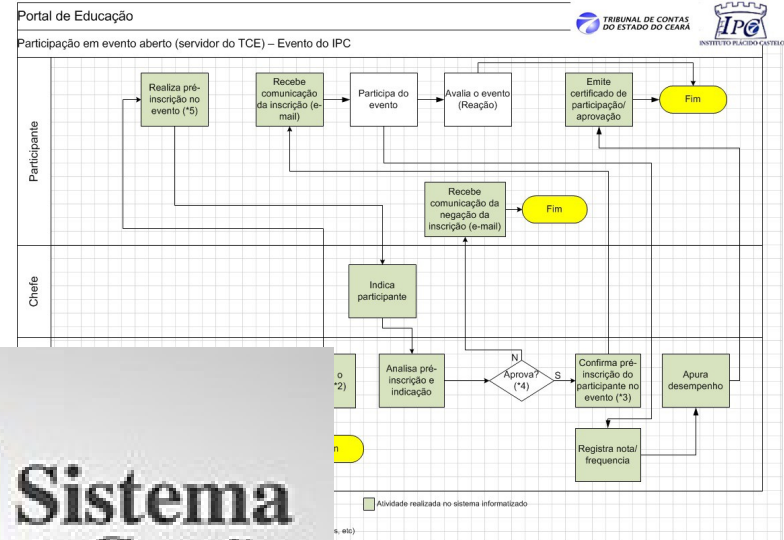 Portal de Educação
TRIBUNAL DE CONTAS
DO ESTADO DO CEARÁ
IPC
INSTITUTO PLÁCIDO CASTELO
Participação em evento aberto (servidor do TCE) – Evento do IPC
Participante
Realiza pré-
inscrição no
evento (*5)
Recebe
comunicação
da inscrição (e-
mail)
Participa do
evento
Avalia o evento
(Reação)
Emite
certificado de
participação/
aprovação
Fim
Recebe
comunicação da
negação da
inscrição (e-mail)
Fim
Chefe
Indica
participante
o
*2)
Analisa pré-
inscrição e
indicação
N
Aprova?
(*4)
S
Confirma pré-
inscrição do
participante no
evento (*3)
Apura
desempenho
Registra nota/
frequencia
Atividade realizada no sistema informatizado
s, etc)
Sistema